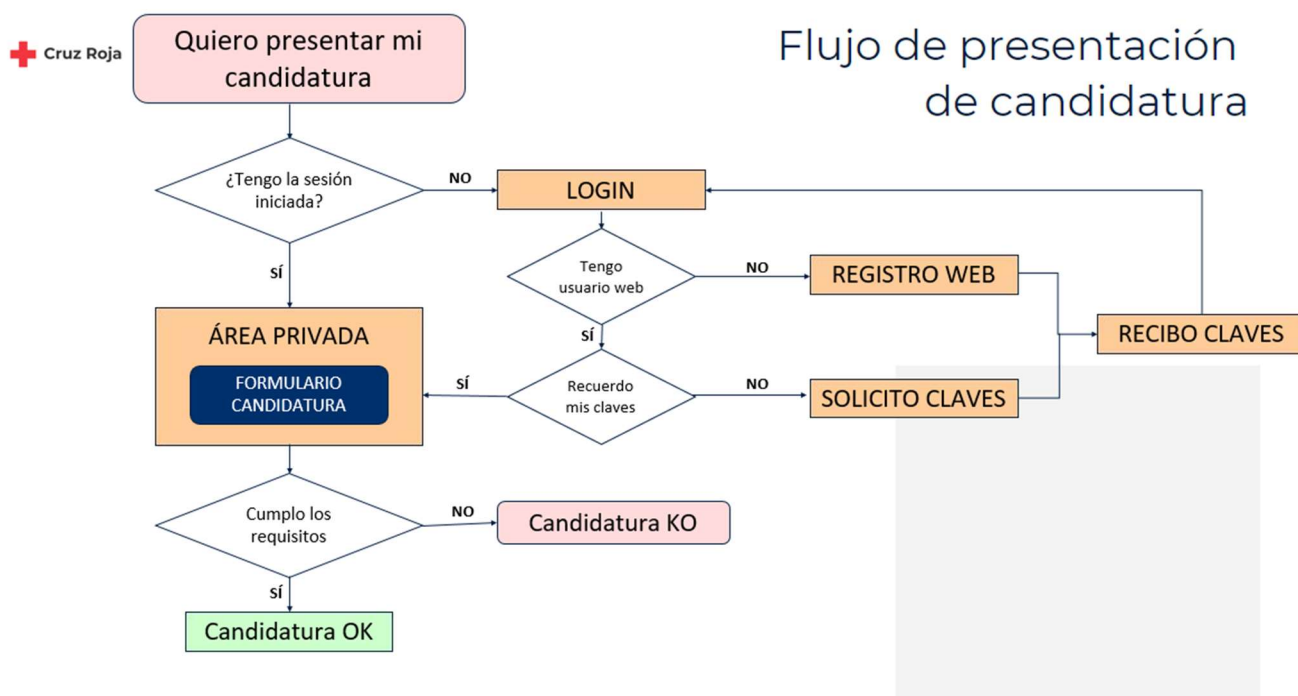 Cruz Roja
Quiero presentar mi
candidatura
Flujo de presentación
de candidatura
¿Tengo la sesión
iniciada?
NO
LOGIN
SÍ
Tengo
usuario web
NO
REGISTRO WEB
SÍ
RECIBO CLAVES
ÁREA PRIVADA
FORMULARIO
CANDIDATURA
SÍ
Recuerdo
mis claves
NO
SOLICITO CLAVES
Cumplo los
requisitos
NO
Candidatura KO
SÍ
Candidatura OK